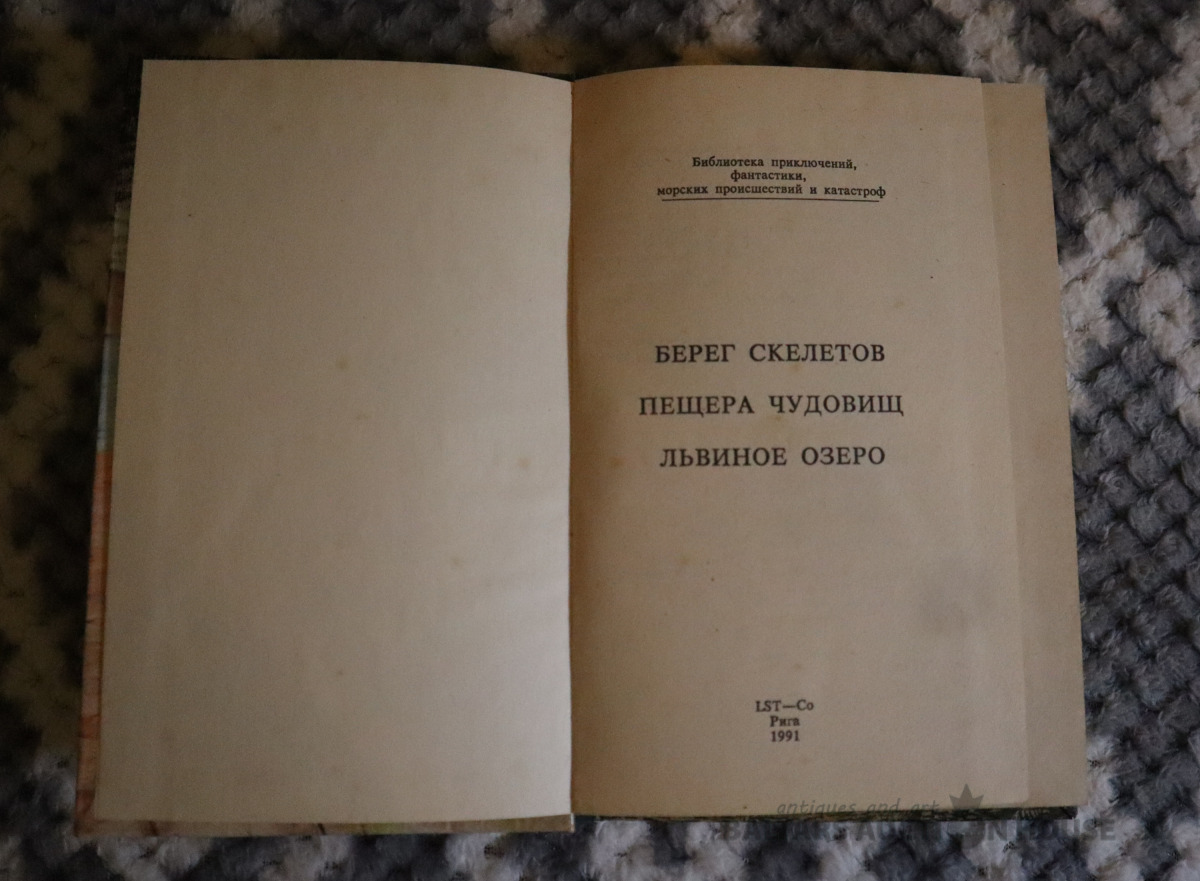 Библиотека приключений,
фантастики,
морских происшествий и катастроф
БЕРЕГ СКЕЛЕТОВ
ПЕЩЕРА ЧУДОВИЩ
ЛЬВИНОЕ ОЗЕРО
LST—Co
Рига
1991
antiques and art
HOUSE